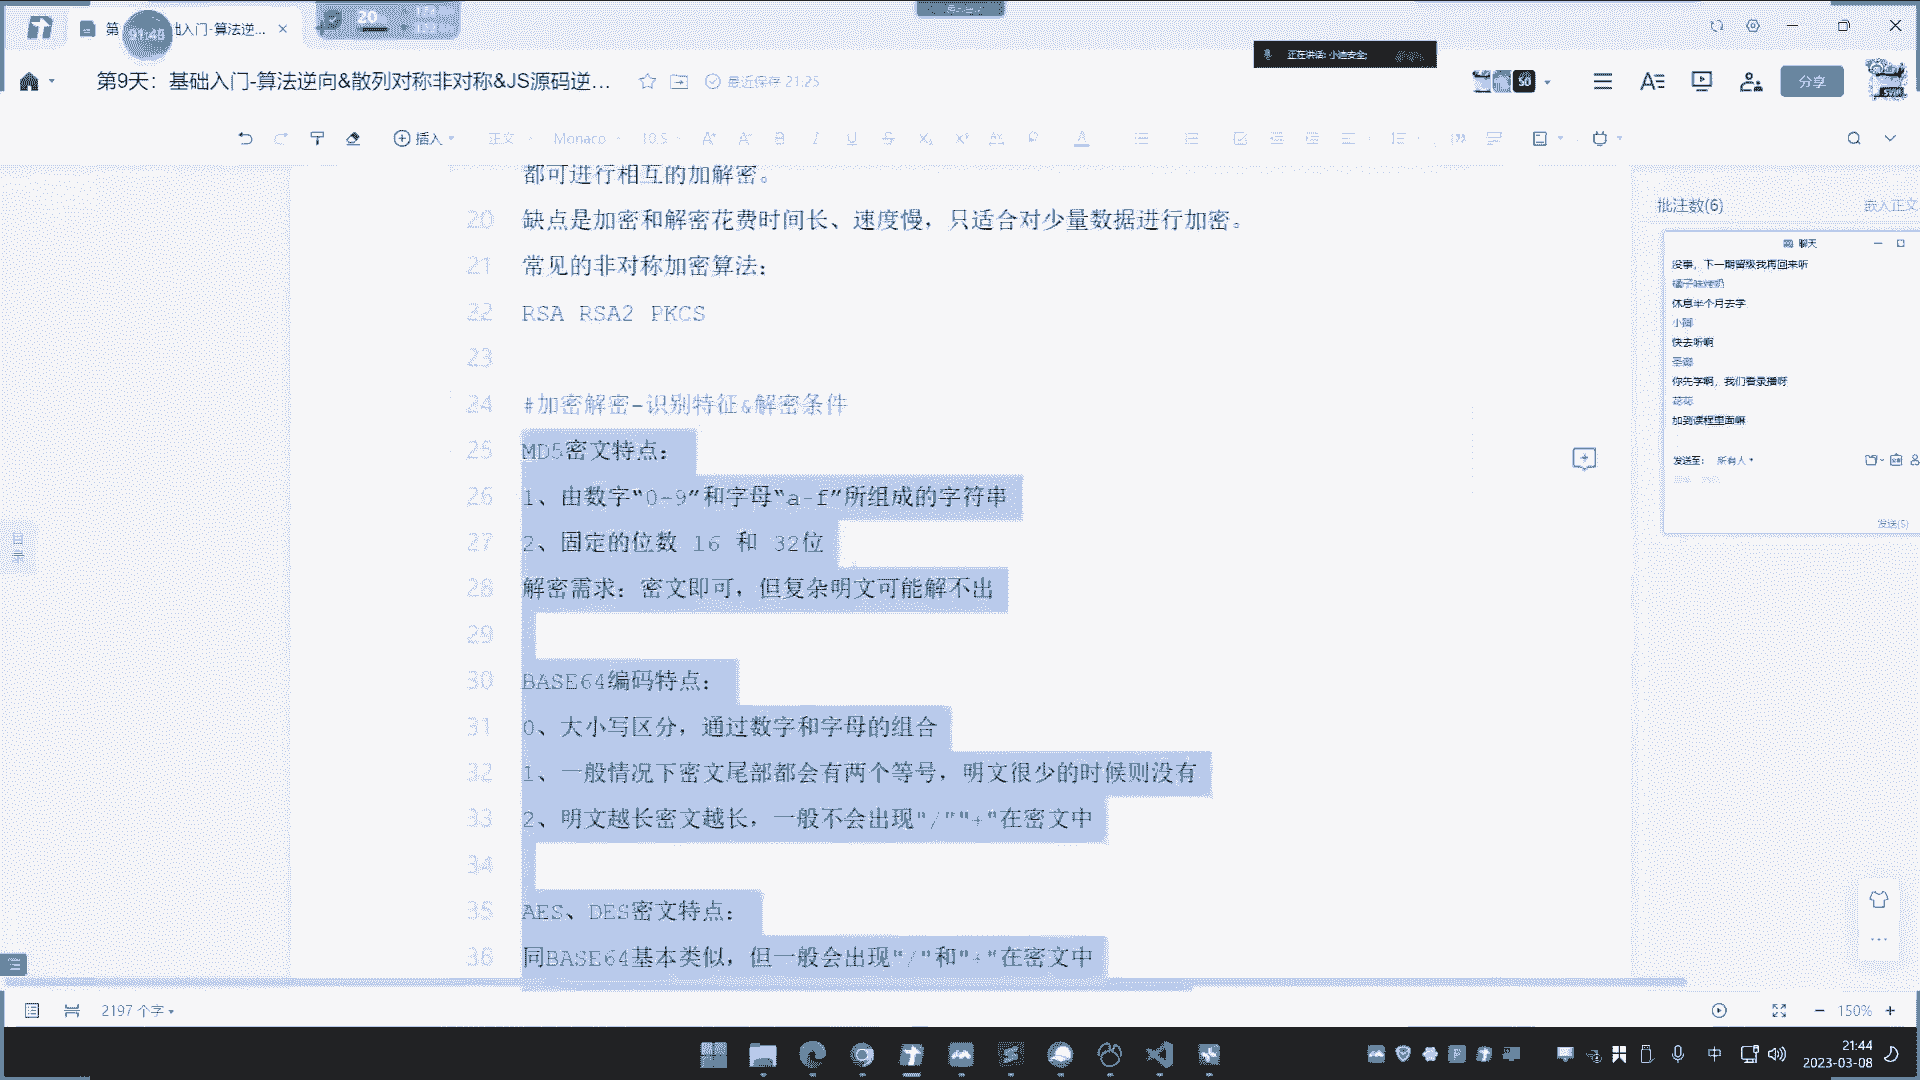 第
础入门-算法逆...
91:48
20
正在讲话: 小迪安全;
第9天：基础入门-算法逆向&散列对称非对称&JS源码逆...
最近保存 21:25
50
分享
插入
正文
Monaco
10.5
都可进行相互的加解密。
20 缺点是加密和解密花费时间长、速度慢，只适合对少量数据进行加密。
21 常见的非对称加密算法：
22 RSA RSA2 PKCS
23
24 #加密解密-识别特征&解密条件
25 MD5密文特点：
26 1、由数字“0-9”和字母“a-f”所组成的字符串
27 2、固定的位数 16 和 32位
28 解密需求：密文即可，但复杂明文可能解不出
29
30 BASE64编码特点：
31 0、大小写区分，通过数字和字母的组合
32 1、一般情况下密文尾部都会有两个等号，明文很少的时候则没有
33 2、明文越长密文越长，一般不会出现"/""+"在密文中
34
35 AES、DES密文特点：
36 同BASE64基本类似，但一般会出现"/"和"+"在密文中
目录
批注数(6)
嵌入正文
聊天
没事，下一期留级我再回来听
休息半个月去学
小脚
快去听啊
你先学啊，我们看录播呀
花花
加到课程里面嘛
发送至： 所有人
发送(S)
2197 个字
150%
中
21:44
2023-03-08